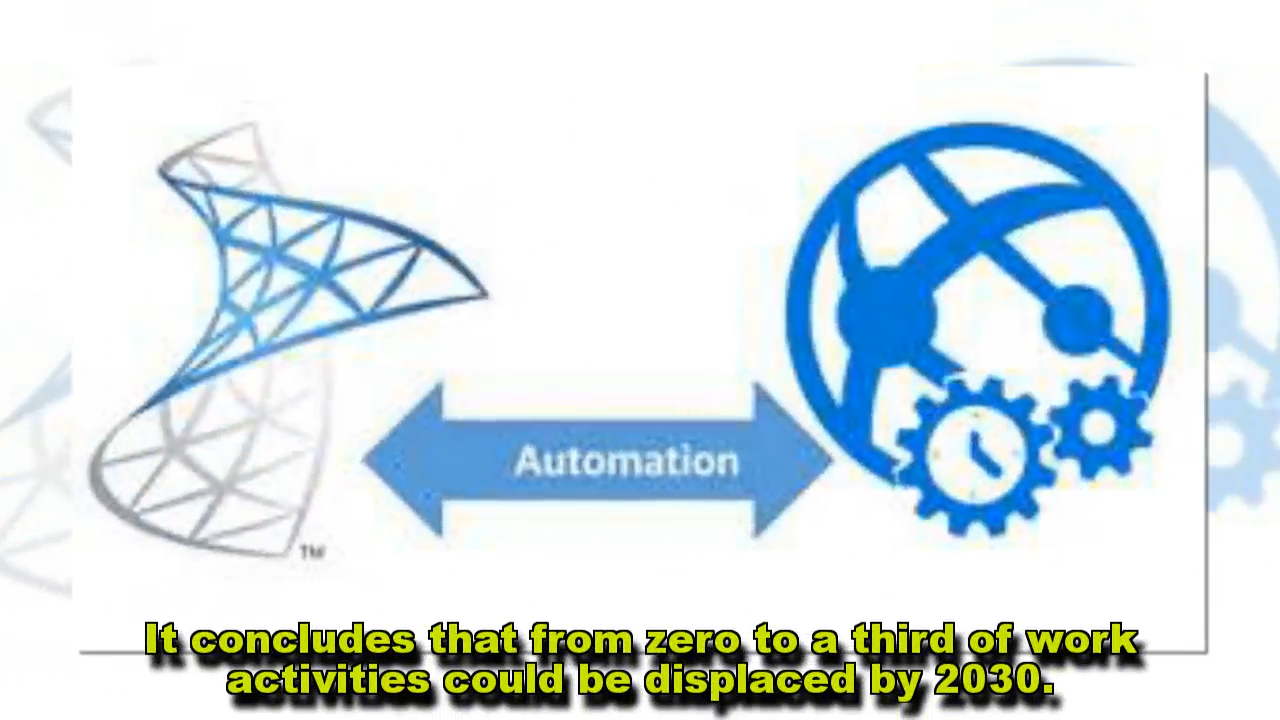 Automation
TM
It concludes that from zero to a third of work
activities could be displaced by 2030.